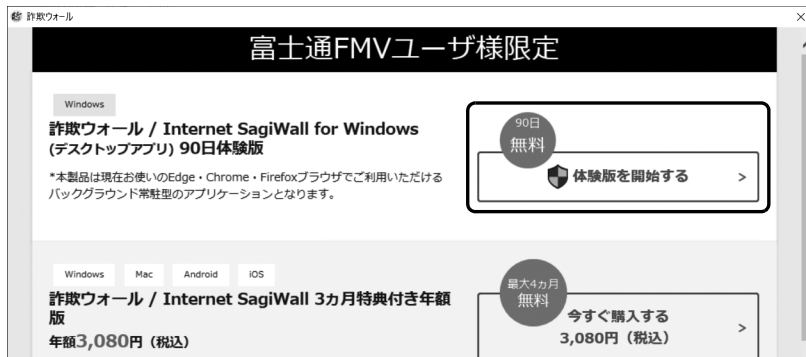 詐欺ウォール
富士通FMVユーザ様限定
Windows
詐欺ウォール / Internet SagiWall for Windows
(デスクトップアプリ) 90日体験版
*本製品は現在お使いのEdge・Chrome・Firefoxブラウザでご利用いただける
バックグラウンド常駐型のアプリケーションとなります。
90日
無料
体験版を開始する
Windows Mac Android iOS
詐欺ウォール / Internet SagiWall 3ヵ月特典付き年額
版
年額3,080円（税込）
最大4ヵ月
無料
今すぐ購入する
3,080円（税込）